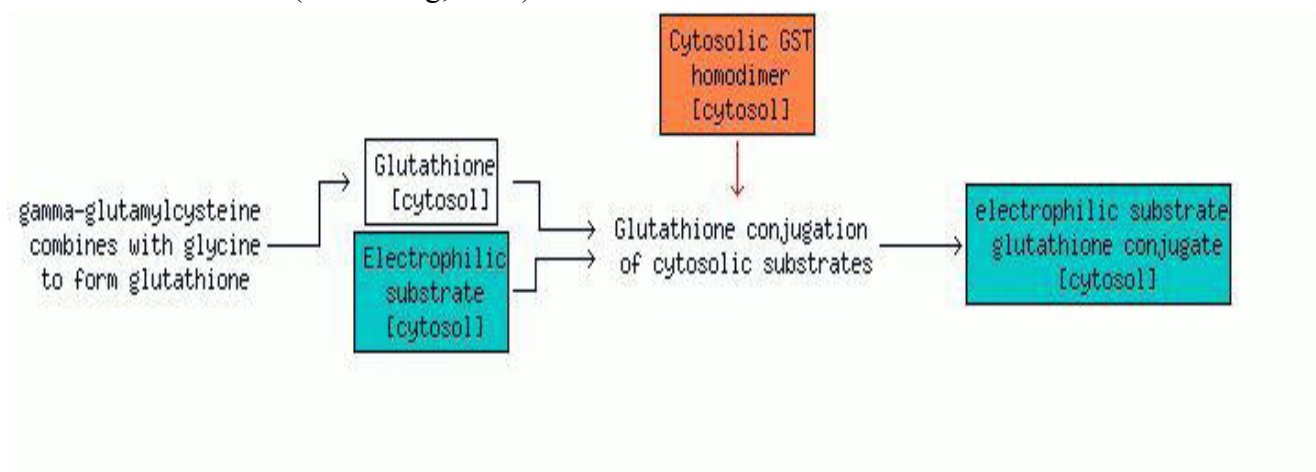 Cytosolic GST
homodimer
[cytosol]
Glutathione
[cytosol]
gamma-glutamylcysteine
combines with glycine
to form glutathione
Electrophilic
substrate
[cytosol]
Glutathione conjugation
of cytosolic substrates
electrophilic substrate
glutathione conjugate
[cytosol]